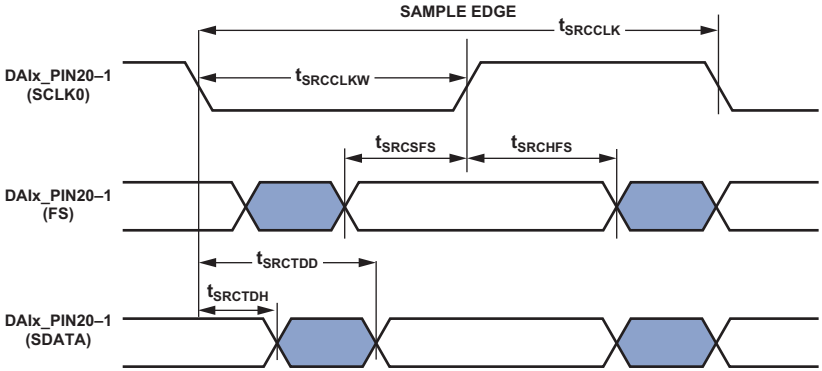 SAMPLE EDGE
tSRCCLK
DAIx_PIN20–1
(SCLK0)
tSRCCLKW
tSRCSFS
tSRCHFS
DAIx_PIN20–1
(FS)
tSRCTDD
tSRCTDH
DAIx_PIN20–1
(SDATA)